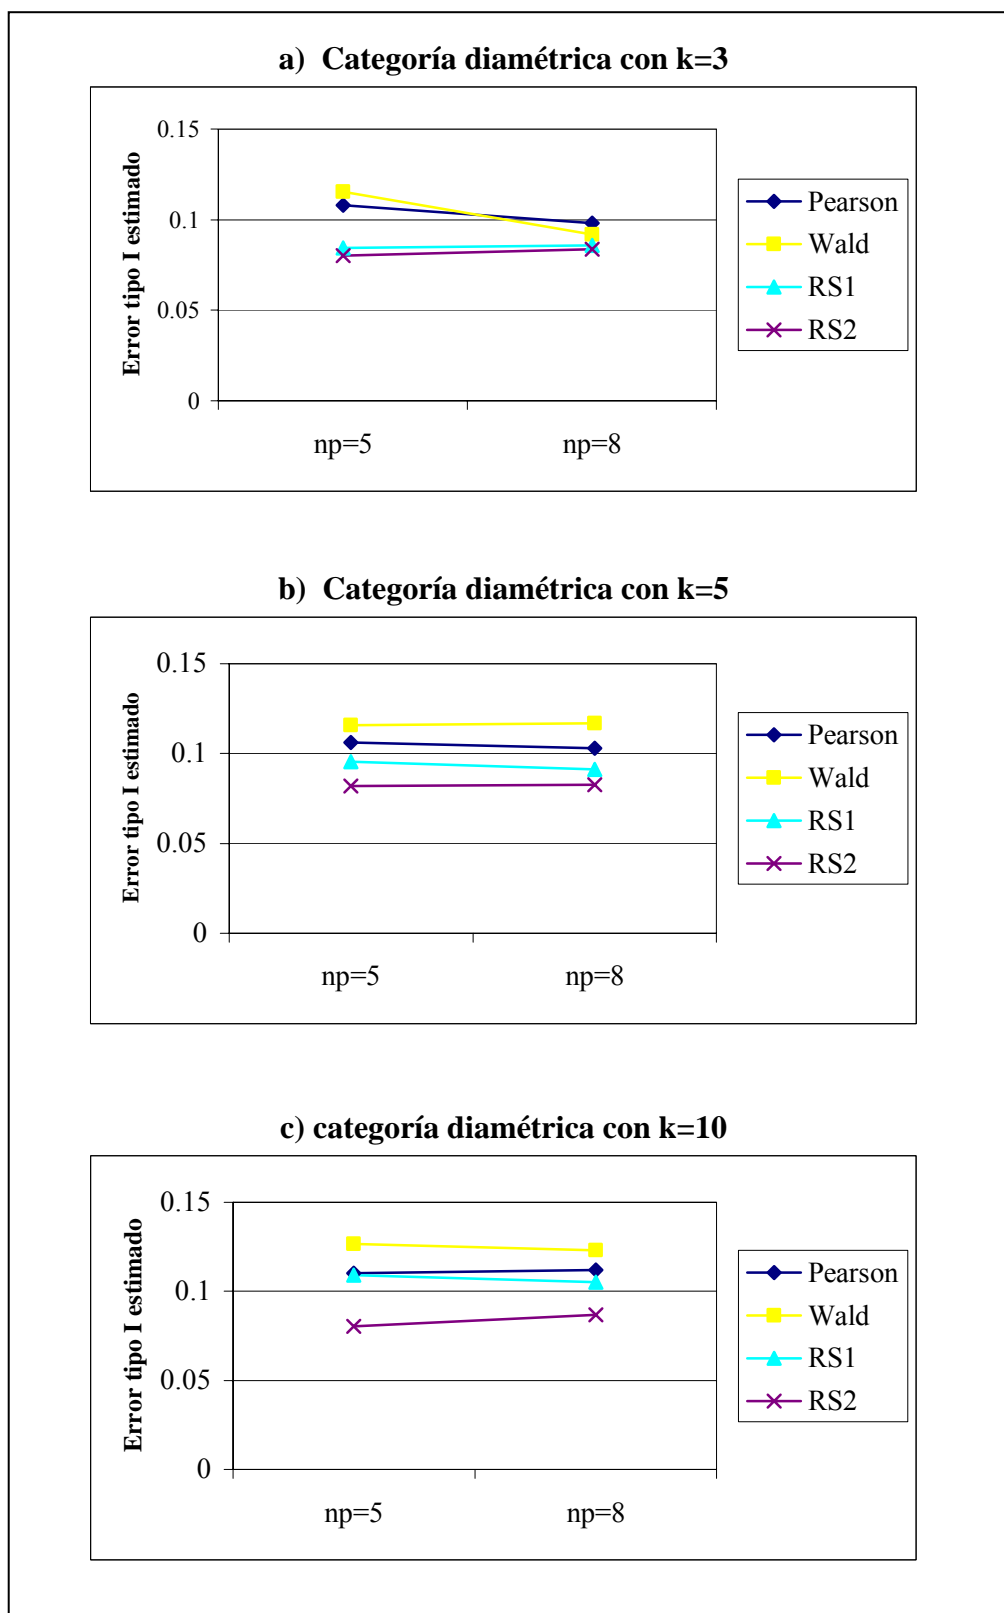 a) Categoría diamétrica con k=3
Error tipo I estimado
0.15
0.1
0.05
0
np=5
np=8
Pearson
Wald
RS1
RS2
b) Categoría diamétrica con k=5
Error tipo I estimado
0.15
0.1
0.05
0
np=5
np=8
Pearson
Wald
RS1
RS2
c) categoría diamétrica con k=10
Error tipo I estimado
0.15
0.1
0.05
0
np=5
np=8
Pearson
Wald
RS1
RS2